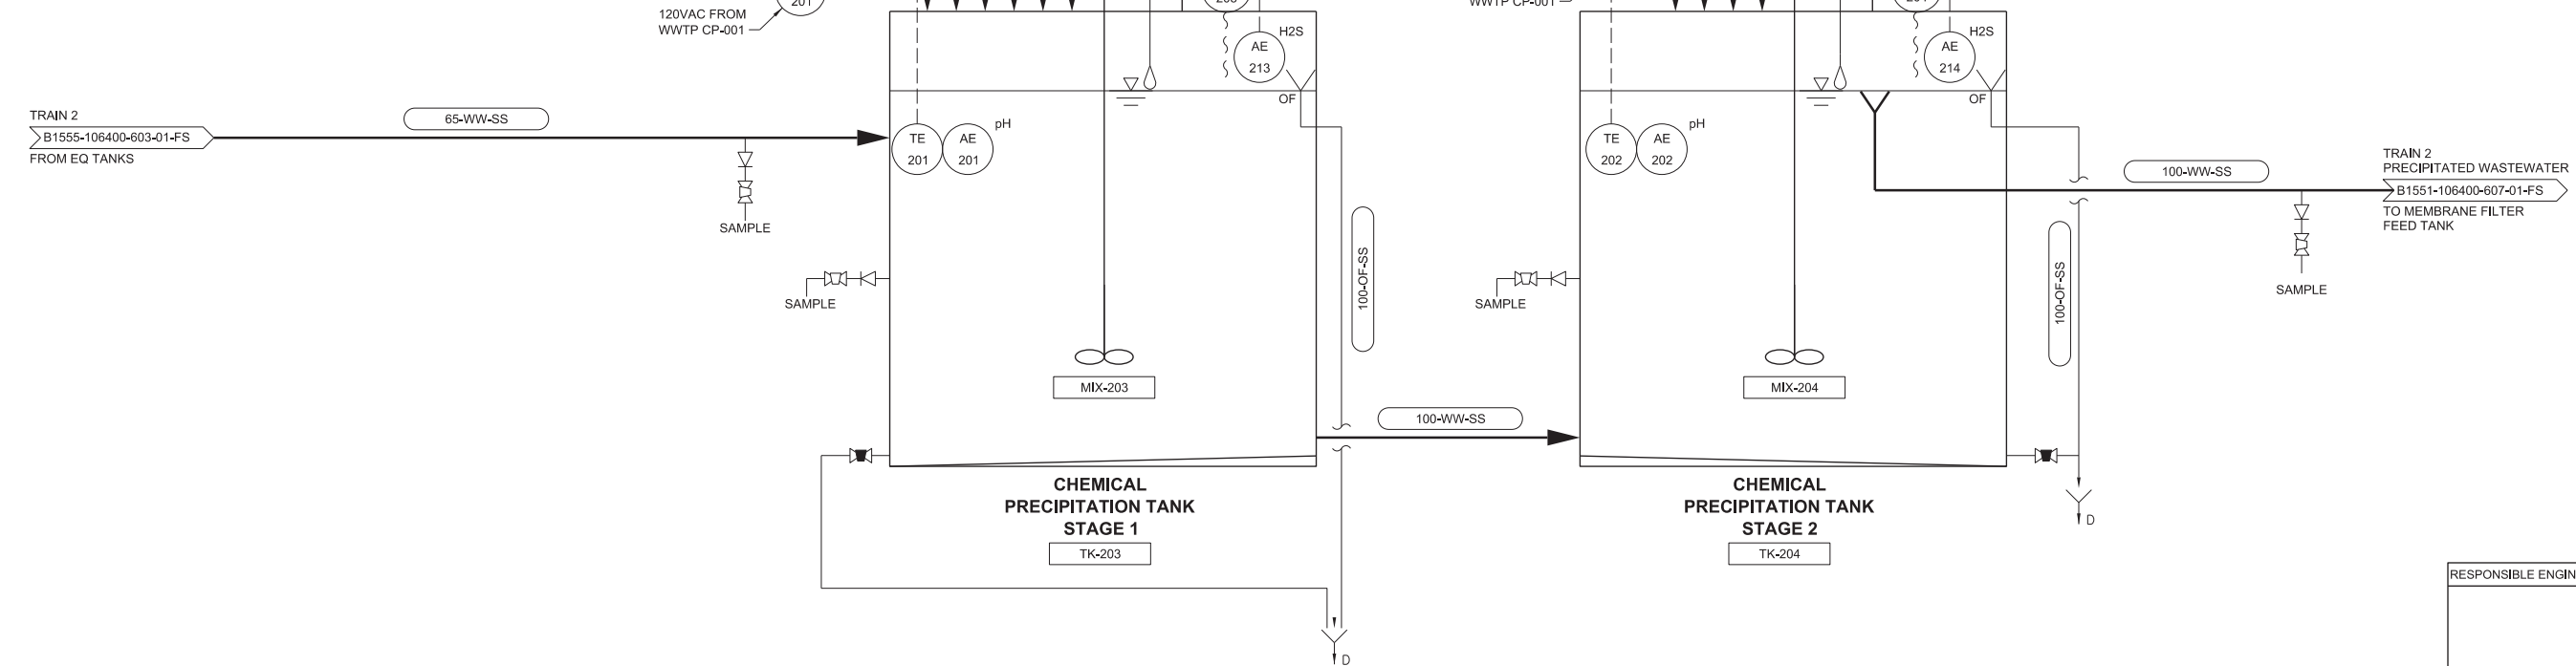 201
120VAC FROM
WWTP CP-001
WWTP CP-001
H2S
AE
213
OF
H2S
AE
214
OF
TRAIN 2
B1555-106400-603-01-FS
FROM EQ TANKS
65-WW-SS
SAMPLE
TE
201
AE
201
pH
TE
202
AE
202
pH
100-WW-SS
TRAIN 2
PRECIPITATED WASTEWATER
B1551-106400-607-01-FS
TO MEMBRANE FILTER
FEED TANK
SAMPLE
SAMPLE
100-OF-SS
SAMPLE
100-OF-SS
MIX-203
MIX-204
100-WW-SS
CHEMICAL
PRECIPITATION TANK
STAGE 1
TK-203
CHEMICAL
PRECIPITATION TANK
STAGE 2
TK-204
D
D
RESPONSIBLE ENGIN